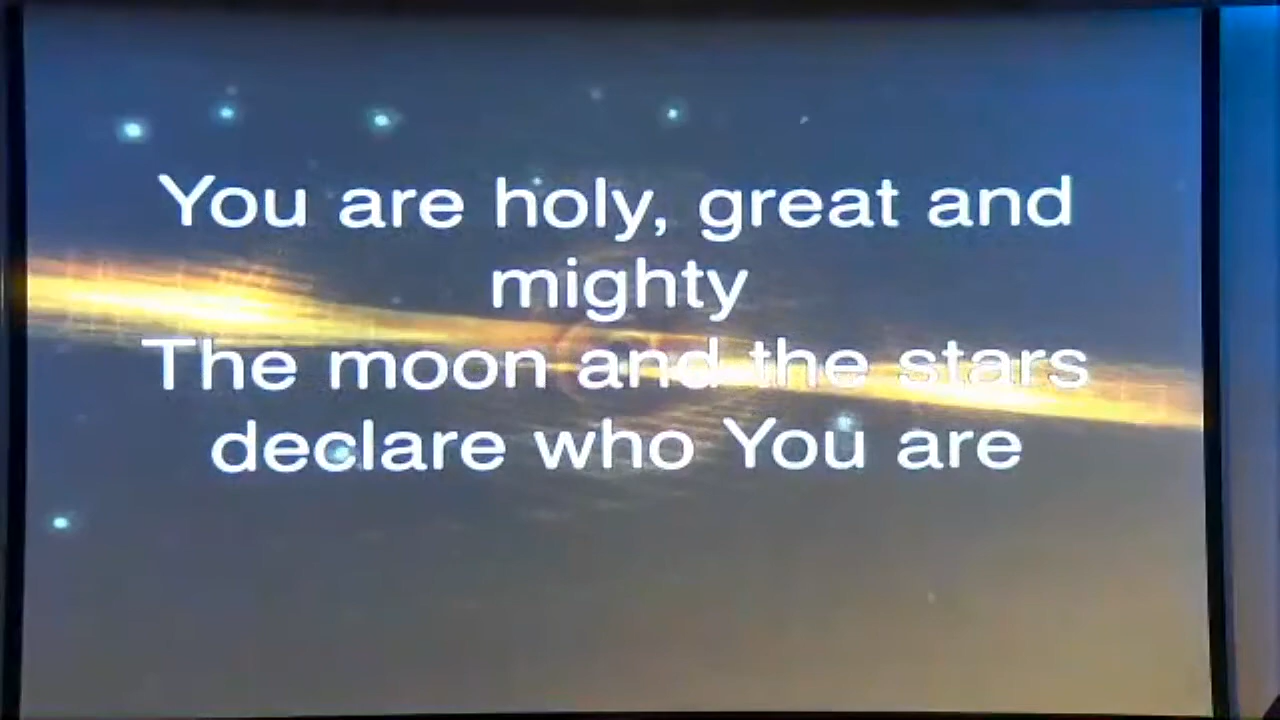 You are holy, great and
mighty
The moon and the stars
declare who You are